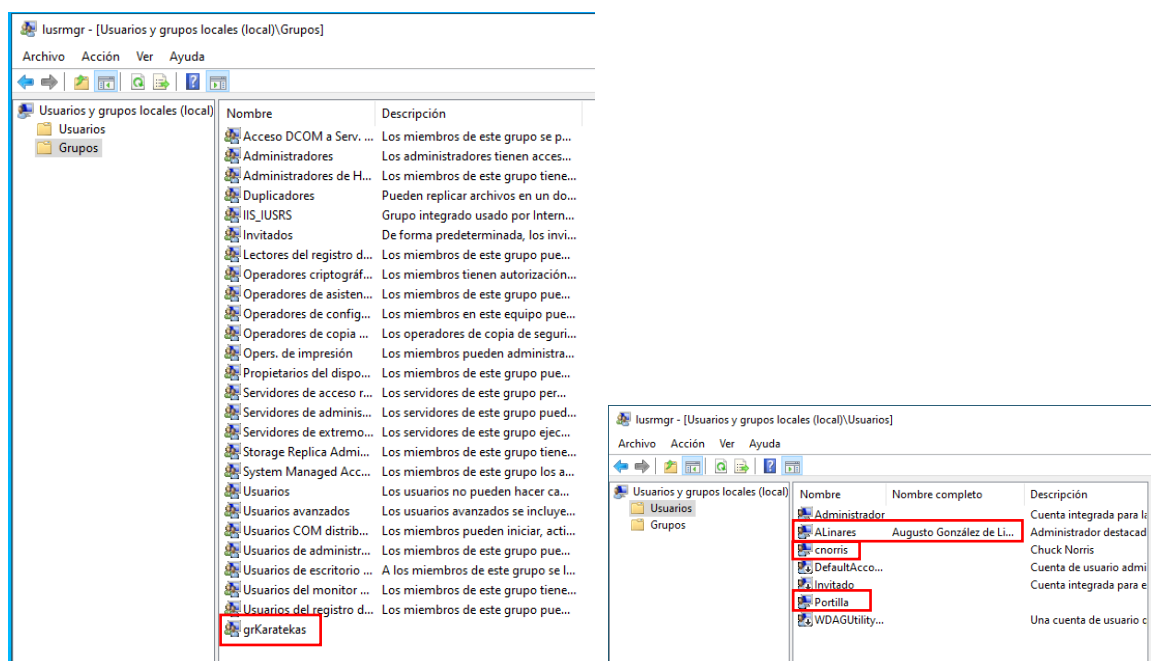 lusrmgr - [Usuarios y grupos locales (local)\Grupos]
Archivo Acción Ver Ayuda
Usuarios y grupos locales (local)
Usuarios
Grupos
Nombre Descripción
Acceso DCOM a Serv. ... Los miembros de este grupo se p...
Administradores Los administradores tienen acces...
Administradores de H... Los miembros de este grupo tiene...
Duplicadores Pueden replicar archivos en un do...
IIS_IUSRS Grupo integrado usado por Intern...
Invitados De forma predeterminada, los invi...
Lectores del registro d... Los miembros de este grupo pue...
Operadores criptográf... Los miembros tienen autorización...
Operadores de asisten... Los miembros de este grupo pue...
Operadores de config... Los miembros en este equipo pue...
Operadores de copia ... Los operadores de copia de seguri...
Opers. de impresión Los miembros pueden administra...
Propietarios del dispo... Los miembros de este grupo pue...
Servidores de acceso r... Los servidores de este grupo per...
Servidores de adminis... Los servidores de este grupo pued...
Servidores de extremo... Los servidores de este grupo ejec...
Storage Replica Admi... Los miembros de este grupo tiene...
System Managed Acc... Los miembros de este grupo los a...
Usuarios Los usuarios no pueden hacer ca...
Usuarios avanzados Los usuarios avanzados se incluye...
Usuarios COM distrib... Los miembros pueden iniciar, acti...
Usuarios de administr... Los miembros de este grupo pue...
Usuarios de escritorio ... A los miembros de este grupo se l...
Usuarios del monitor ... Los miembros de este grupo tiene...
Usuarios del registro d... Los miembros de este grupo pue...
grKaratekas
lusrmgr - [Usuarios y grupos locales (local)\Usuarios]
Archivo Acción Ver Ayuda
Usuarios y grupos locales (local)
Usuarios
Grupos
Nombre Nombre completo Descripción
Administrador Cuenta integrada para la
ALinares Augusto González de Li... Administrador destacad
cnorris Chuck Norris
DefaultAcco... Cuenta de usuario admi
Invitado Cuenta integrada para e
Portilla
WDAGUtility... Una cuenta de usuario c